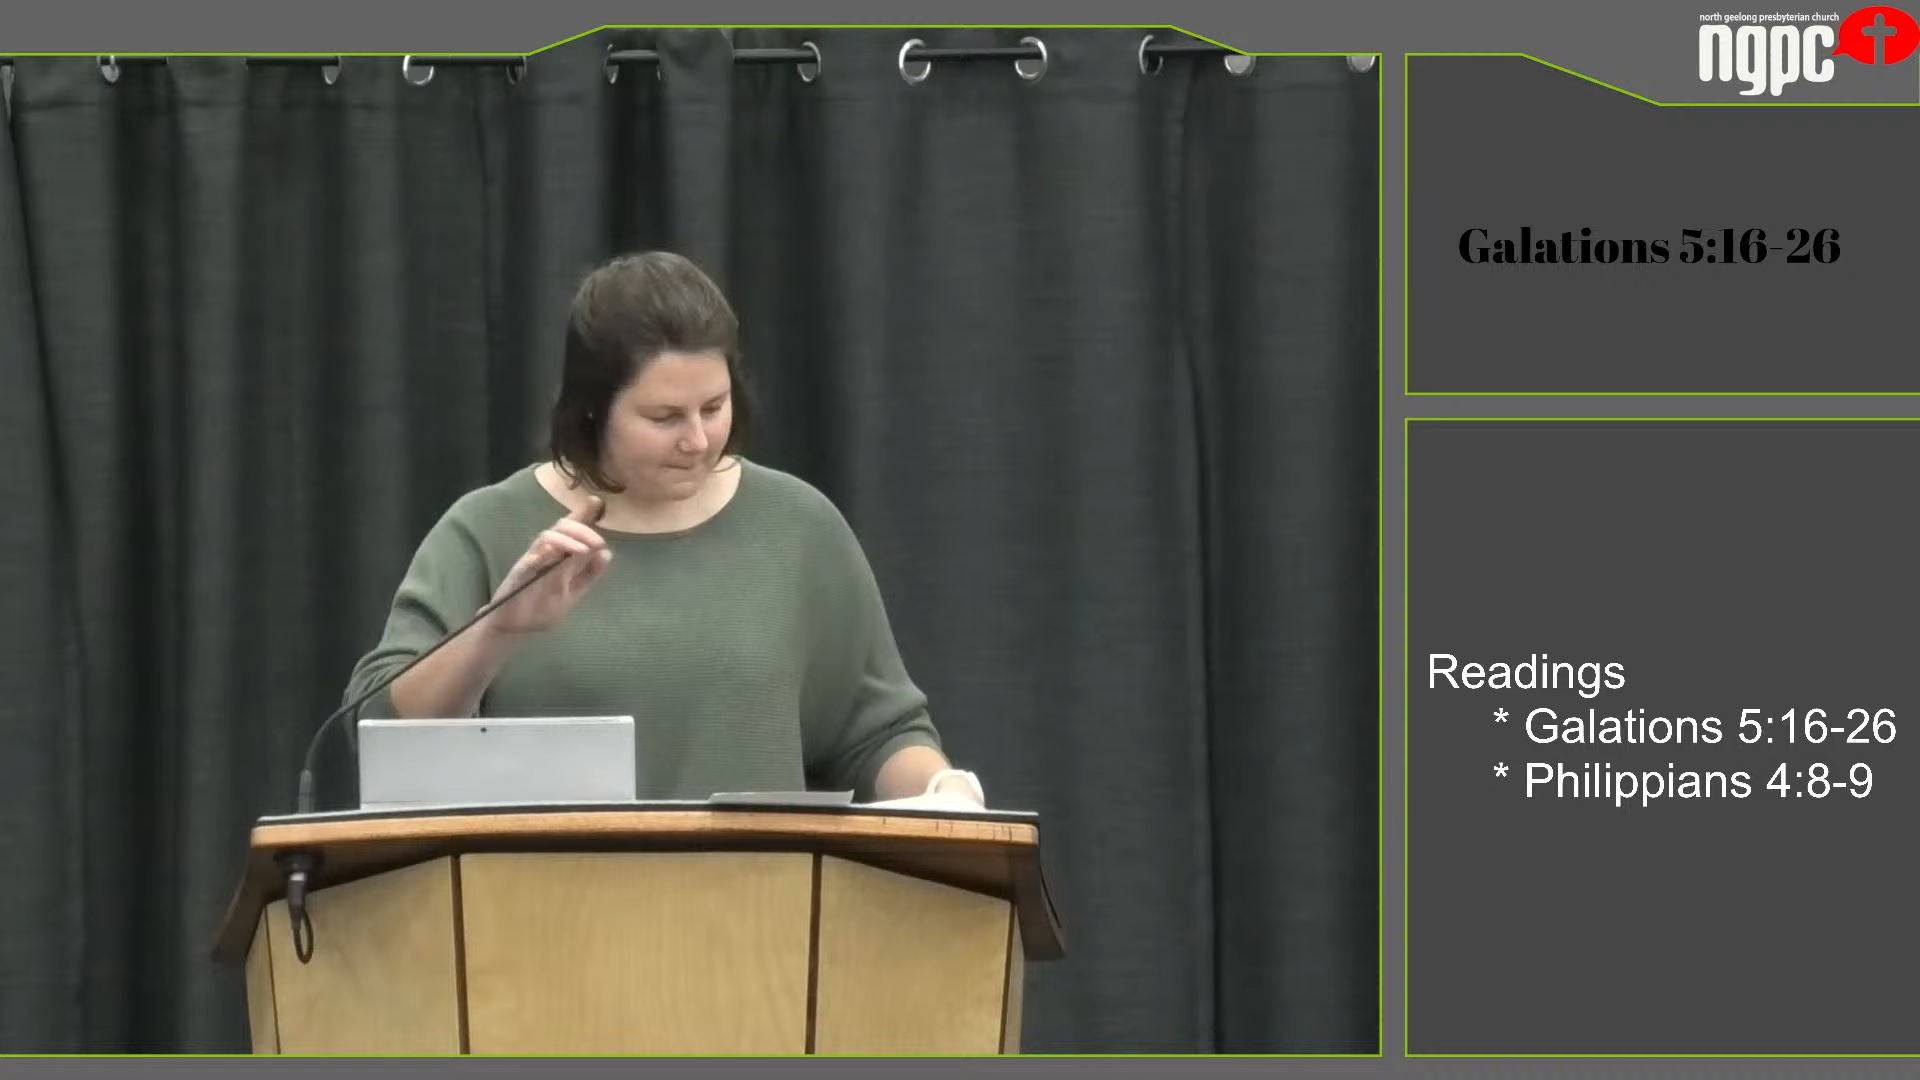 north geelong presbyterian church
ngpc
Galations 5:16-26
Readings
* Galations 5:16-26
* Philippians 4:8-9